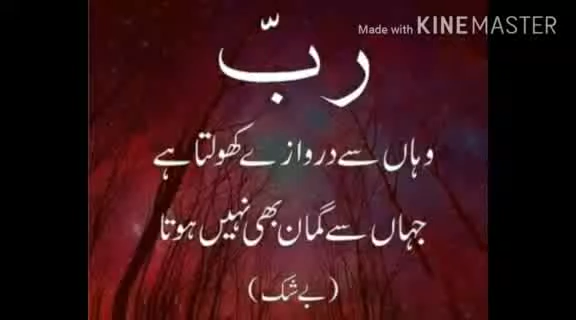 Made with KINEMASTER
ربّ
وہاں سے دروازے کھولتا ہے
جہاں سے گمان بھی نہیں ہوتا
(بے شک)